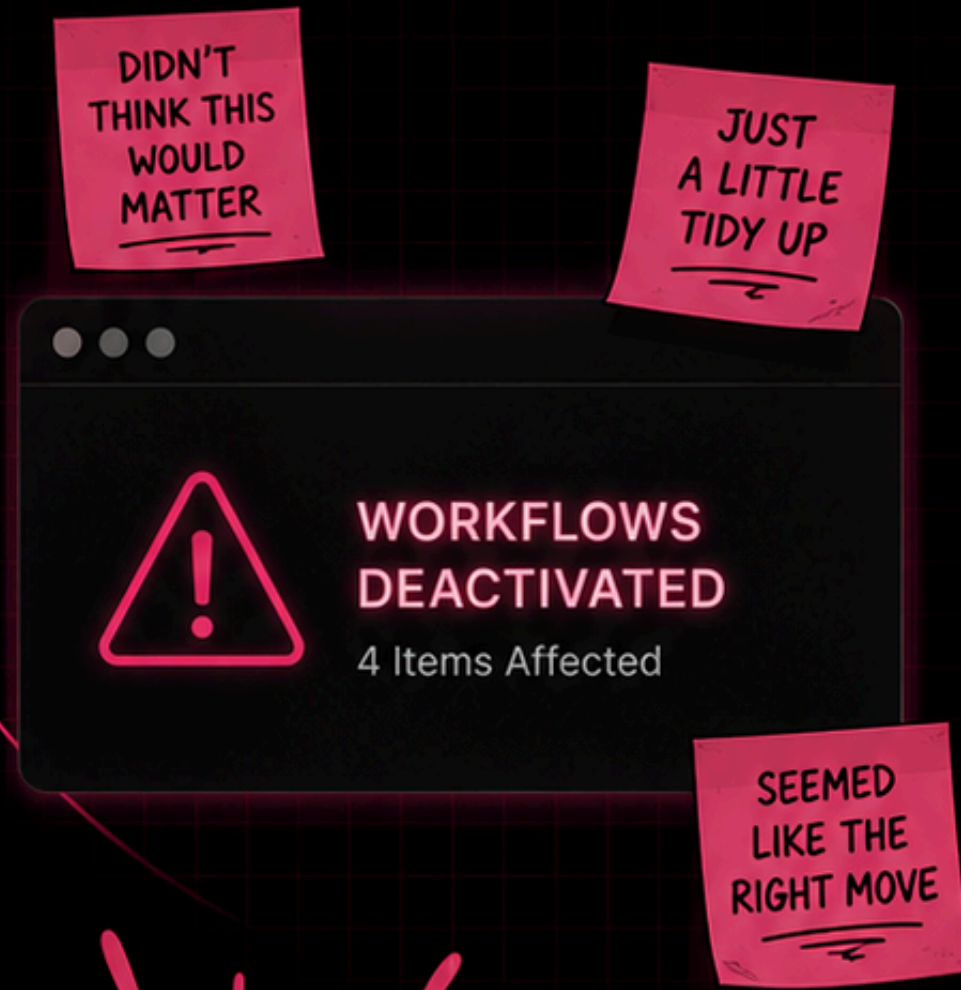 DIDN'T
THINK THIS
WOULD
MATTER
JUST
A LITTLE
TIDY UP
WORKFLOWS
DEACTIVATED
4 Items Affected
SEEMED
LIKE THE
RIGHT MOVE